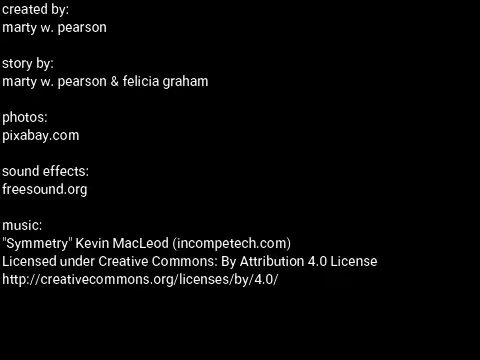 created by:
marty w. pearson
story by:
marty w. pearson & felicia graham
photos:
pixabay.com
sound effects:
freesound.org
music:
"Symmetry" Kevin MacLeod (incompetech.com)
Licensed under Creative Commons: By Attribution 4.0 License
http://creativecommons.org/licenses/by/4.0/